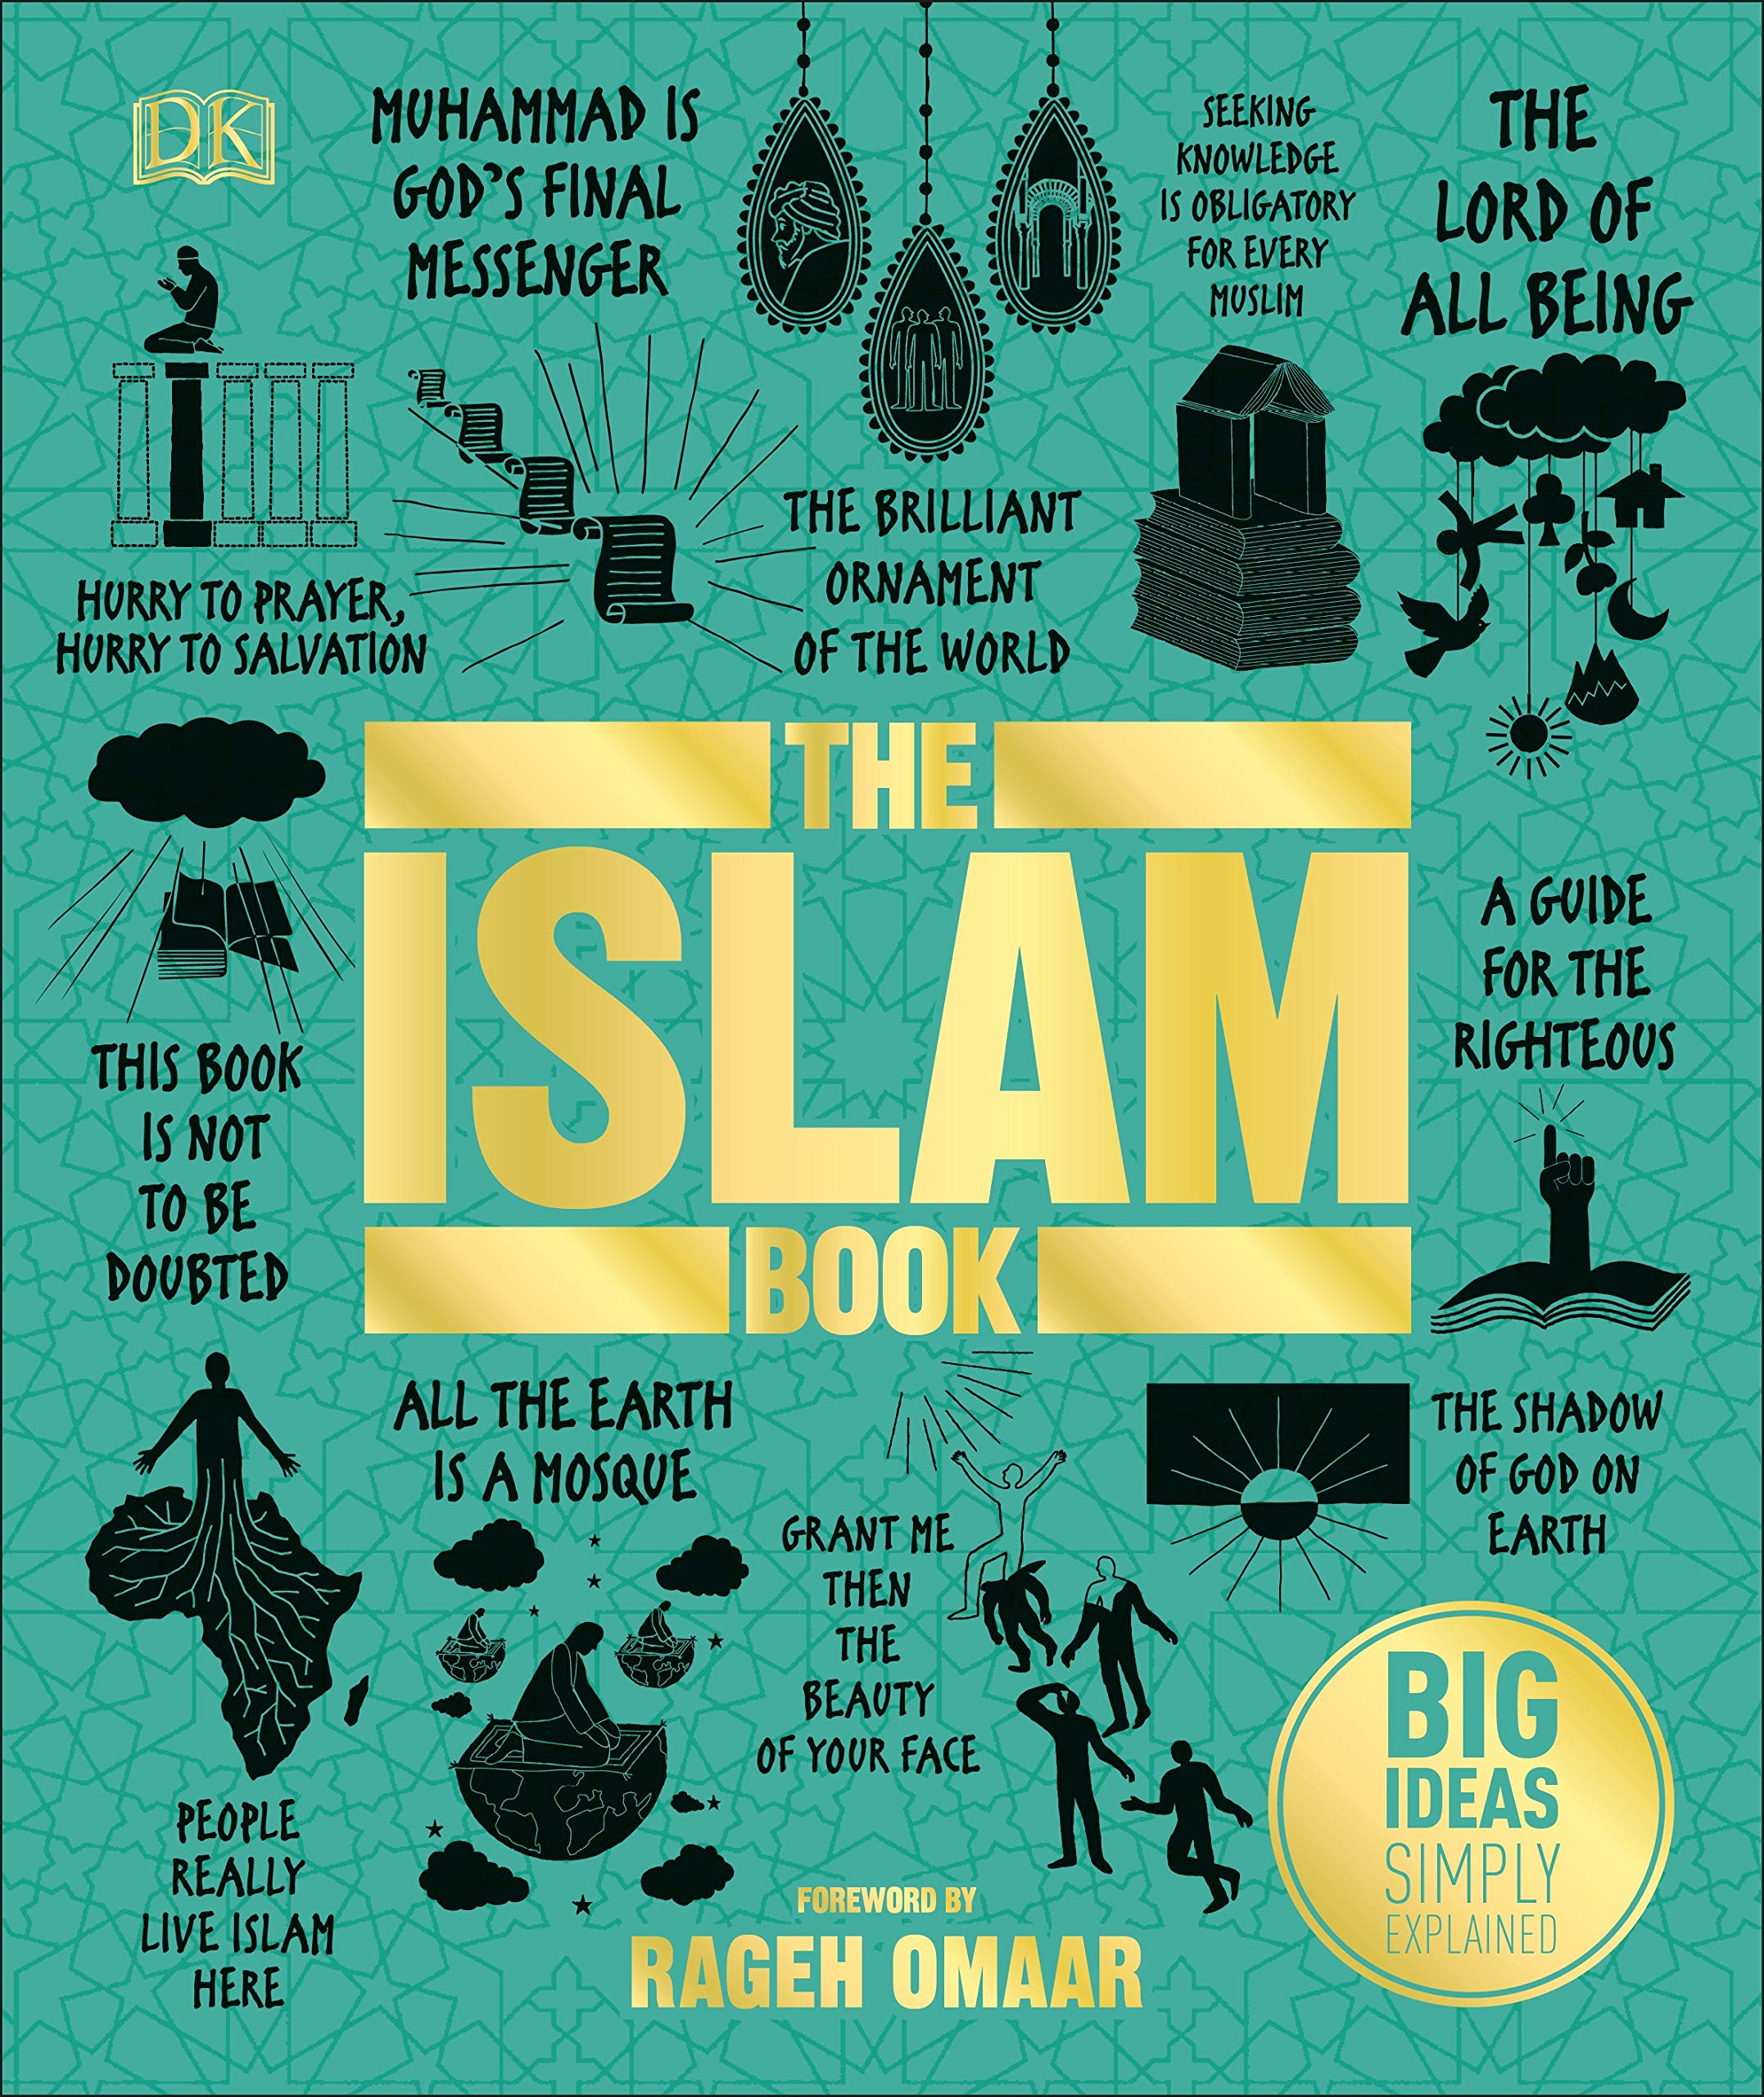 DK
MUHAMMAD IS
GOD'S FINAL
MESSENGER
SEEKING
KNOWLEDGE
IS OBLIGATORY
FOR EVERY
MUSLIM
THE
LORD OF
ALL BEING
HURRY TO PRAYER,
HURRY TO SALVATION
THE BRILLIANT
ORNAMENT
OF THE WORLD
THE
ISLAM
BOOK
THIS BOOK
IS NOT
TO BE
DOUBTED
A GUIDE
FOR THE
RIGHTEOUS
ALL THE EARTH
IS A MOSQUE
GRANT ME
THEN
THE
BEAUTY
OF YOUR FACE
THE SHADOW
OF GOD ON
EARTH
PEOPLE
REALLY
LIVE ISLAM
HERE
FOREWORD BY
RAGEH OMAAR
BIG
IDEAS
SIMPLY
EXPLAINED